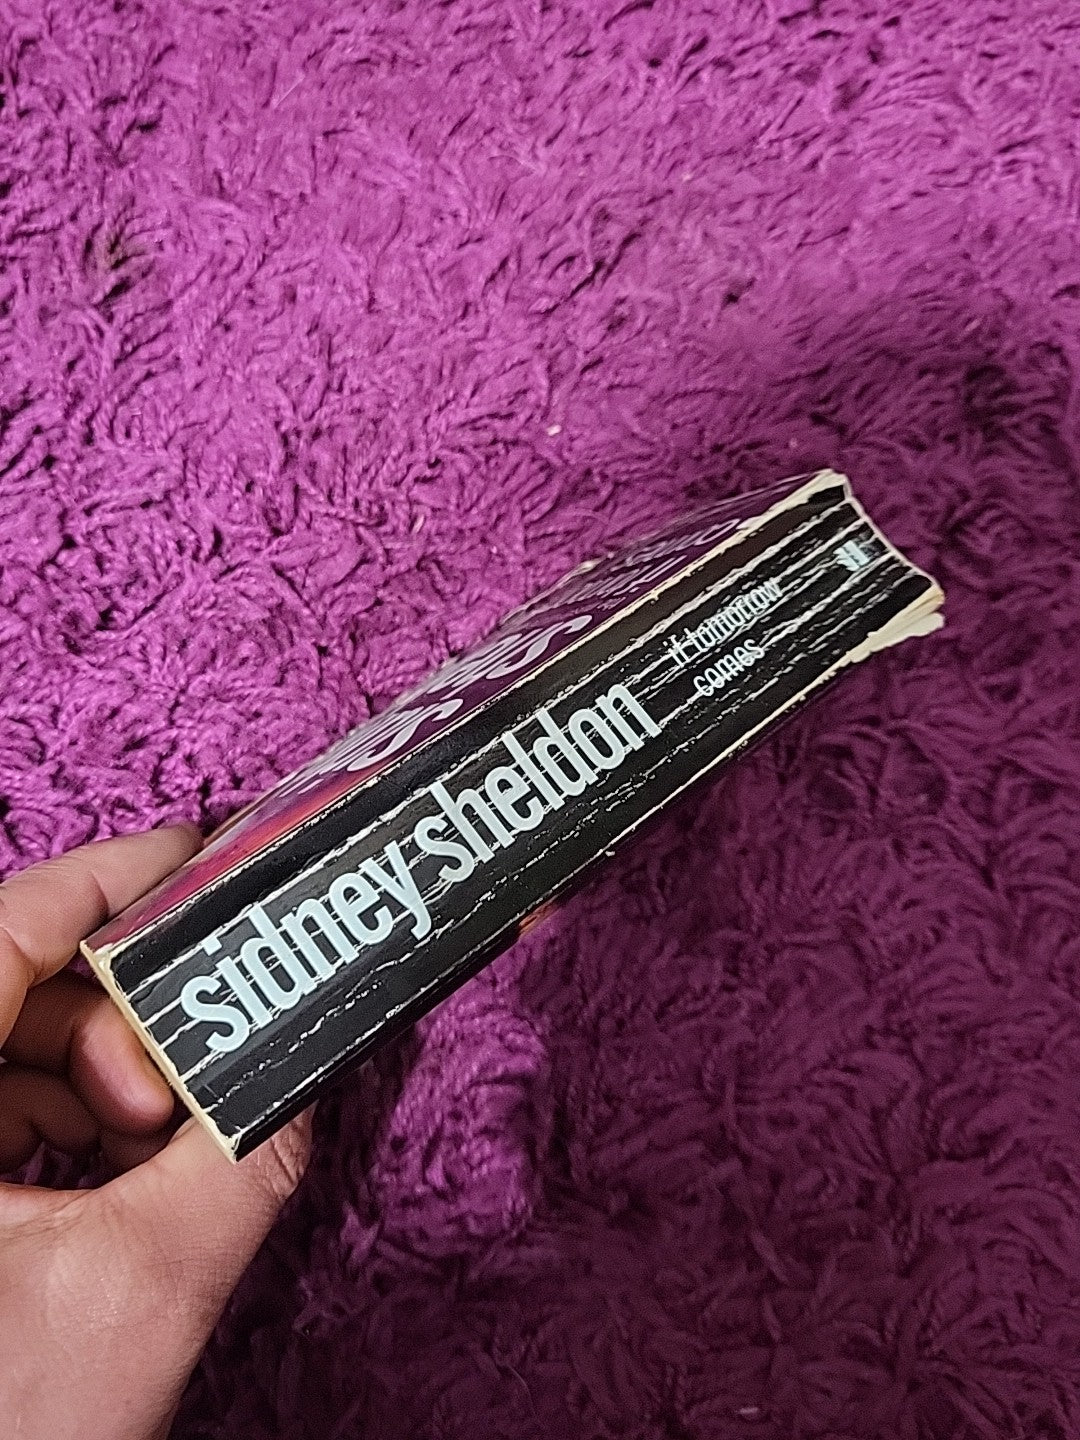 sidney sheldon
if tomorrow
comes